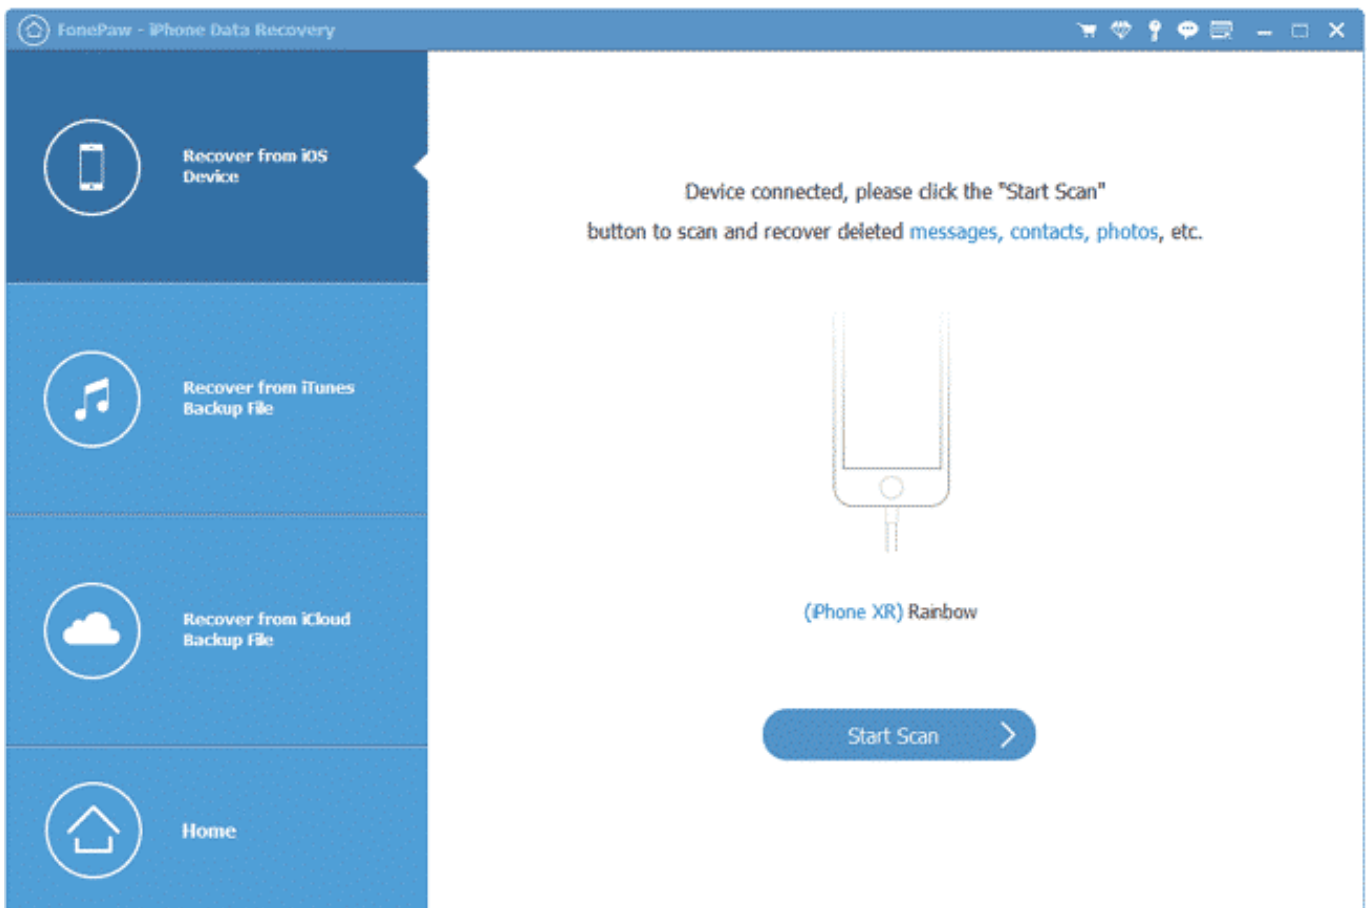 FonePaw - iPhone Data Recovery
Recover from iOS
Device
Recover from iTunes
Backup File
Recover from iCloud
Backup File
Home
Device connected, please click the "Start Scan"
button to scan and recover deleted messages, contacts, photos, etc.
(iPhone XR) Rainbow
Start Scan